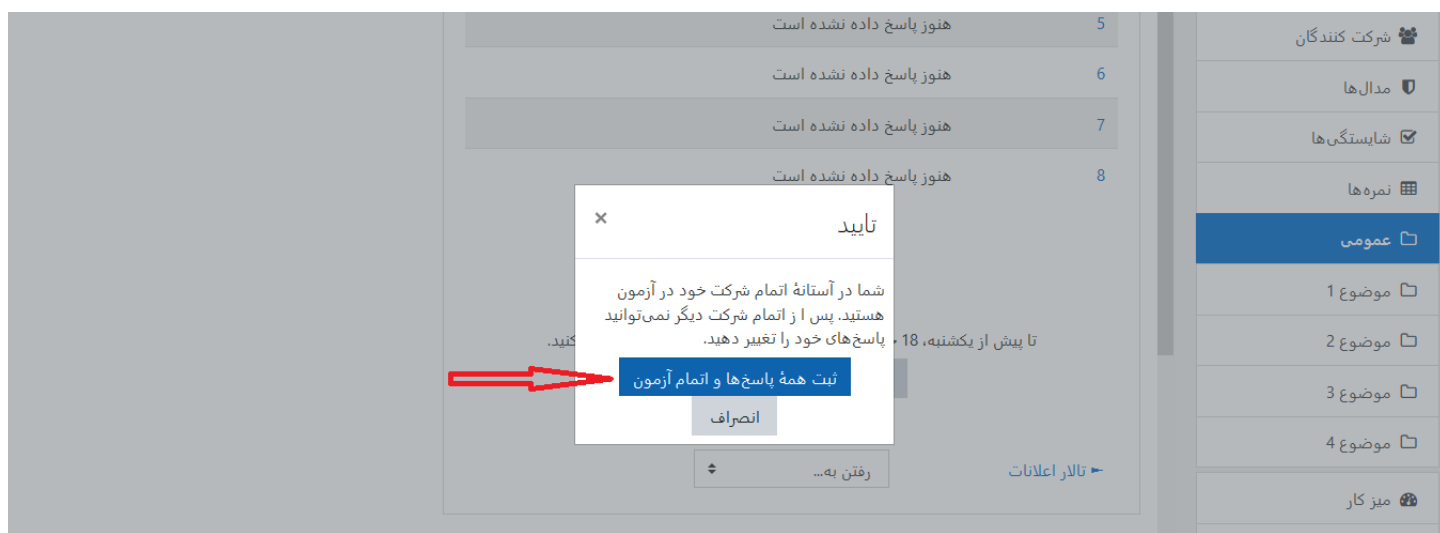 شرکت کنندگان
مدال‌ها
شایستگی‌ها
نمره‌ها
عمومی
موضوع 1
موضوع 2
موضوع 3
موضوع 4
میز کار
5 هنوز پاسخ داده نشده است
6 هنوز پاسخ داده نشده است
7 هنوز پاسخ داده نشده است
8 هنوز پاسخ داده نشده است
تایید ×
شما در آستانهٔ اتمام شرکت خود در آزمون
هستید. پس ا ز اتمام شرکت دیگر نمی‌توانید
پاسخ‌های خود را تغییر دهید.
ثبت همهٔ پاسخ‌ها و اتمام آزمون
انصراف
تا پیش از یکشنبه، 18 کنید.
تالار اعلانات
رفتن به...